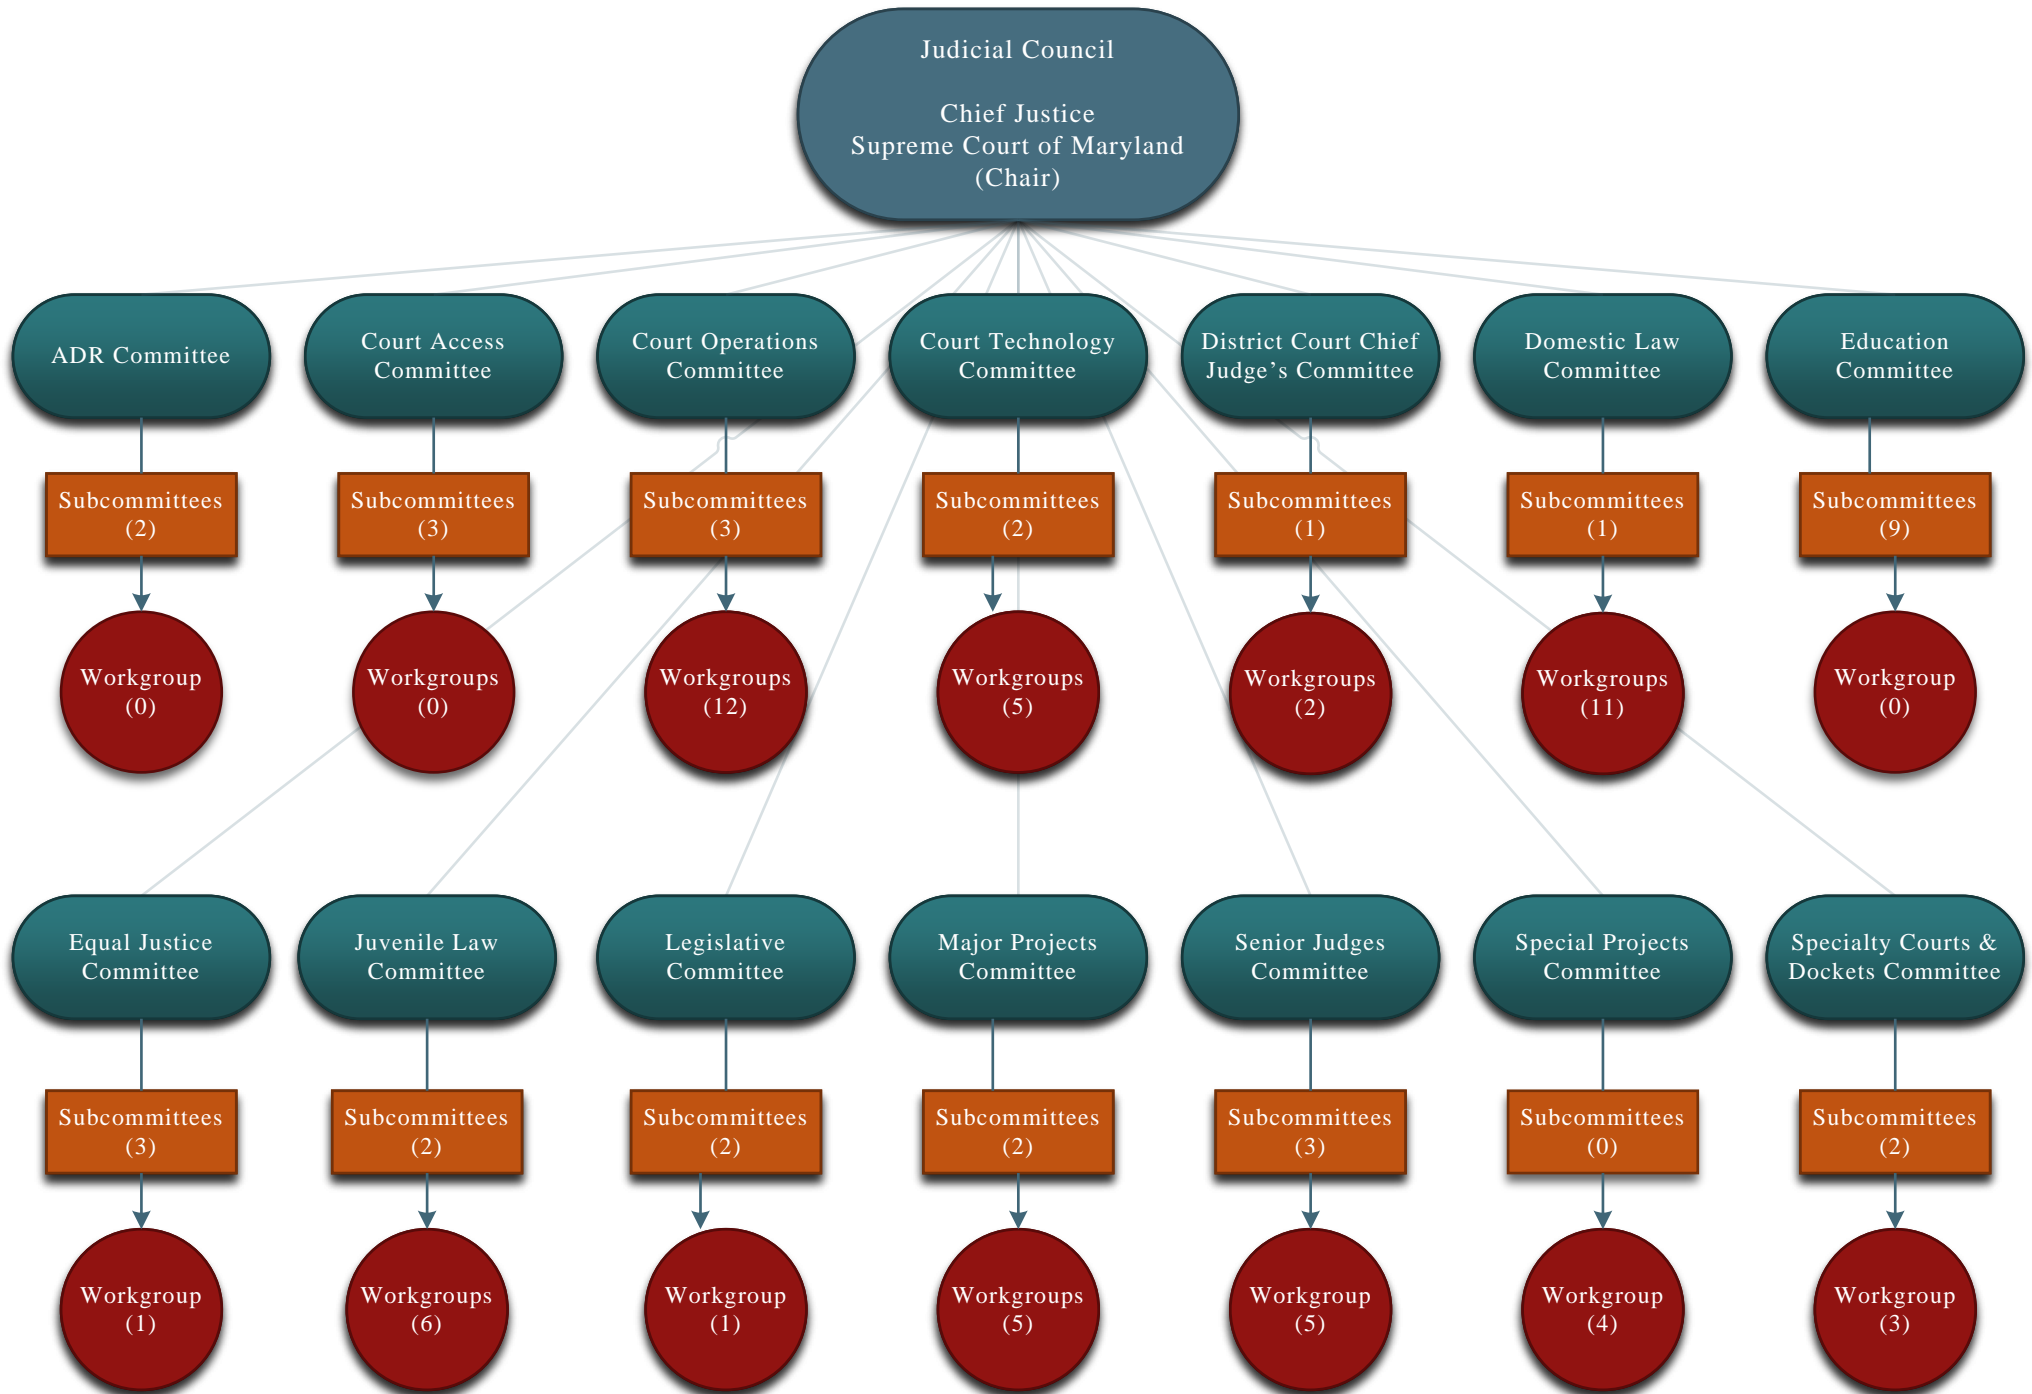 Judicial Council
Chief Justice
Supreme Court of Maryland
(Chair)
ADR Committee
Court Access
Committee
Court Operations
Committee
Court Technology
Committee
District Court Chief
Judge’s Committee
Domestic Law
Committee
Education
Committee
Subcommittees
(2)
Subcommittees
(3)
Subcommittees
(3)
Subcommittees
(2)
Subcommittees
(1)
Subcommittees
(1)
Subcommittees
(9)
Workgroup
(0)
Workgroups
(0)
Workgroups
(12)
Workgroups
(5)
Workgroups
(2)
Workgroups
(11)
Workgroup
(0)
Equal Justice
Committee
Juvenile Law
Committee
Legislative
Committee
Major Projects
Committee
Senior Judges
Committee
Special Projects
Committee
Specialty Courts &
Dockets Committee
Subcommittees
(3)
Subcommittees
(2)
Subcommittees
(2)
Subcommittees
(2)
Subcommittees
(3)
Subcommittees
(0)
Subcommittees
(2)
Workgroup
(1)
Workgroups
(6)
Workgroup
(1)
Workgroups
(5)
Workgroup
(5)
Workgroup
(4)
Workgroup
(3)